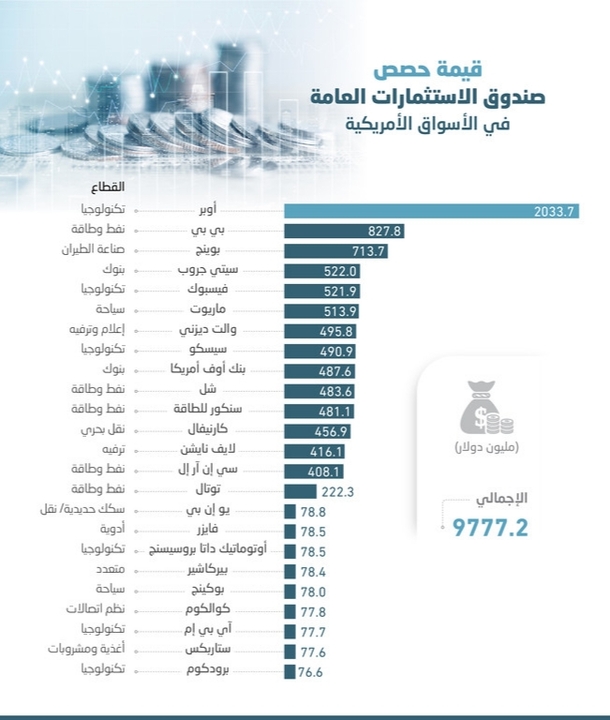 قيمة حصص
صندوق الاستثمارات العامة
في الأسواق الأمريكية
القطاع
تكنولوجيا أوبر 2033.7
نفط وطاقة بي بي 827.8
صناعة الطيران بوينج 713.7
بنوك سيتي جروب 522.0
تكنولوجيا فيسبوك 521.9
سياحة ماريوت 513.9
إعلام وترفيه والت ديزني 495.8
تكنولوجيا سيسكو 490.9
بنوك بنك أوف أمريكا 487.6
نفط وطاقة شل 483.6
نفط وطاقة سنكور للطاقة 481.1
نقل بحري كارنيفال 456.9
ترفيه لايف نايشن 416.1
نفط وطاقة سي إن آر إل 408.1
نفط وطاقة توتال 222.3
سكك حديدية/ نقل يو إن بي 78.8
أدوية فايزر 78.5
تكنولوجيا أوتوماتيك داتا بروسيسنج 78.5
متعدد بيركاشير 78.4
سياحة بوكينج 78.0
نظم اتصالات كوالكوم 77.8
تكنولوجيا آي بي إم 77.7
أغذية ومشروبات ستاربكس 77.6
تكنولوجيا برودكوم 76.6
$
(مليون دولار)
الإجمالي
9777.2